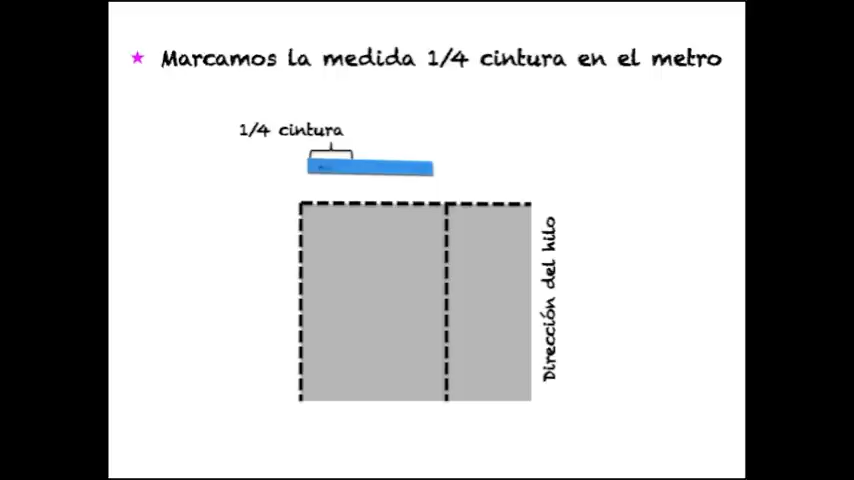 Marcamos la medida 1/4 cintura en el metro
1/4 cintura
Dirección del hilo